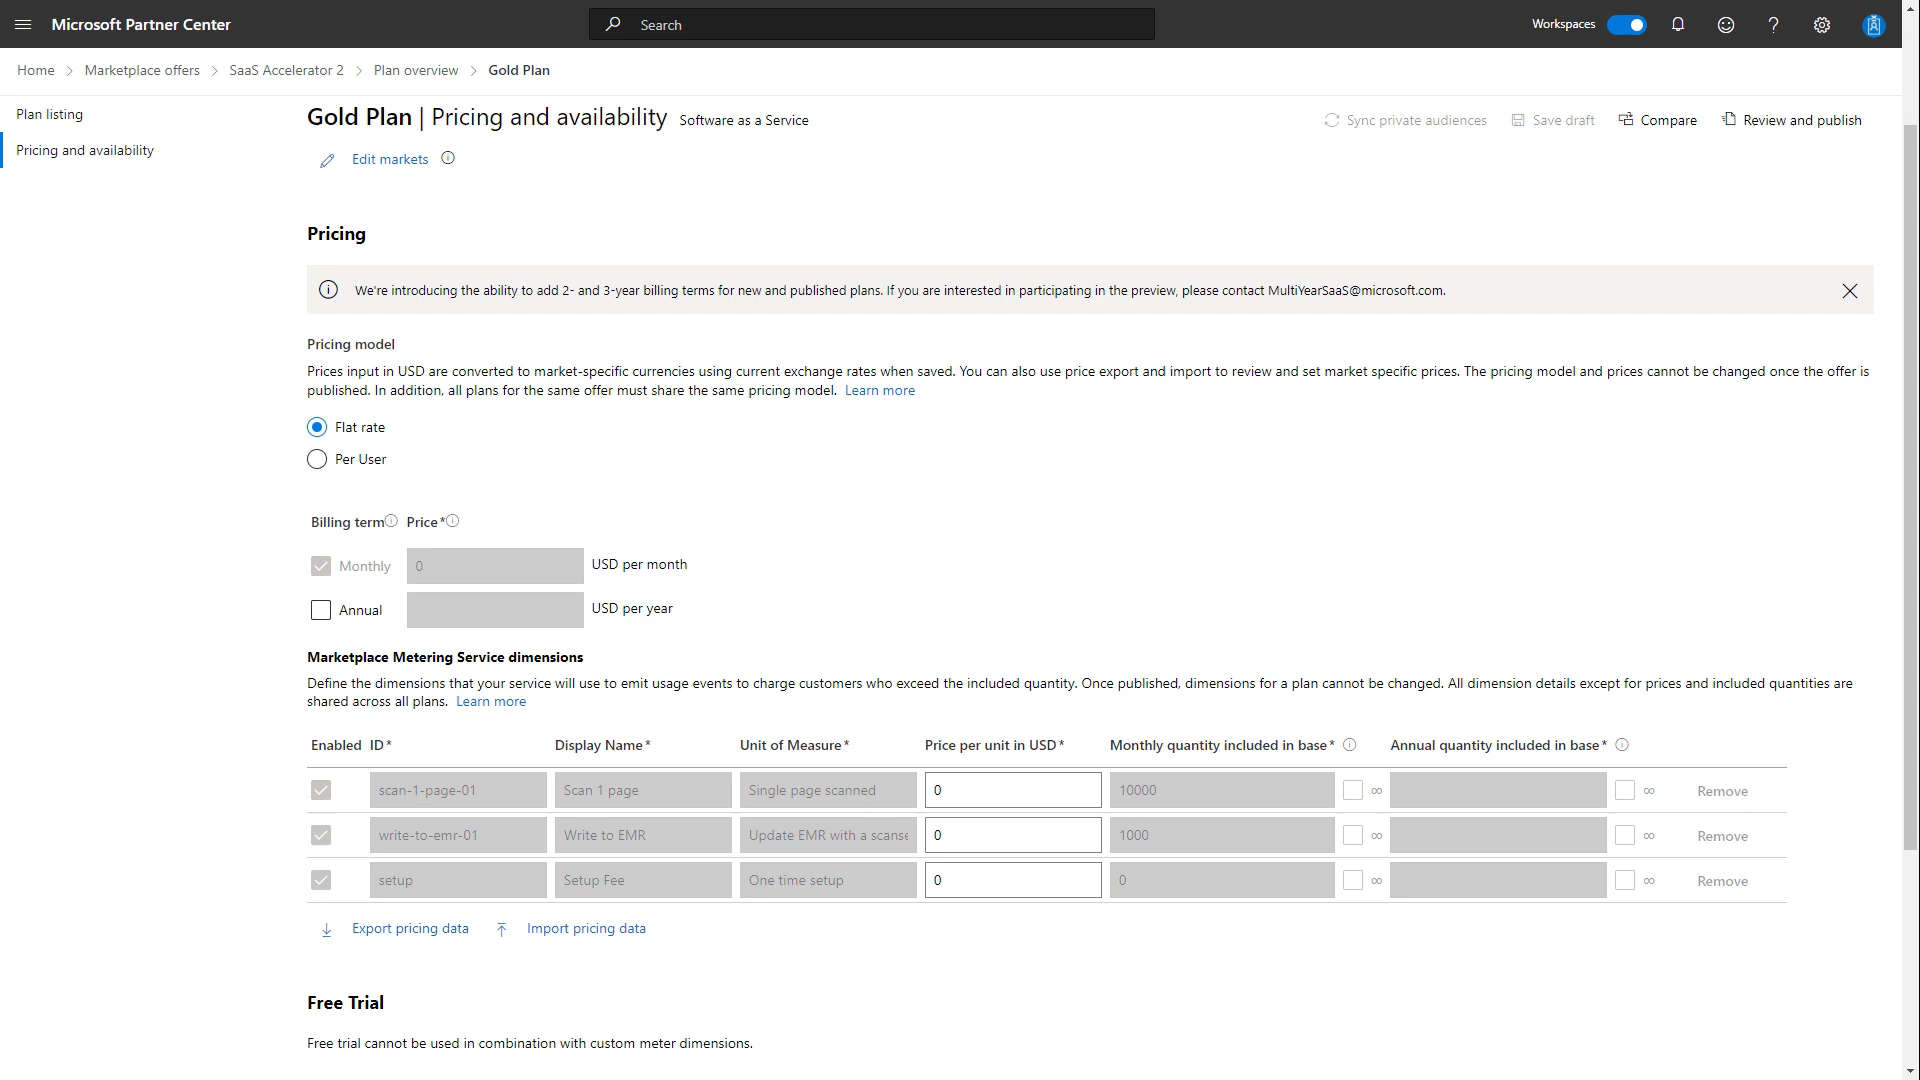 Microsoft Partner Center
Search
Workspaces
Home > Marketplace offers > SaaS Accelerator 2 > Plan overview > Gold Plan
Plan listing
Pricing and availability
Gold Plan | Pricing and availability Software as a Service
Sync private audiences Save draft Compare Review and publish
Edit markets
Pricing
We're introducing the ability to add 2- and 3-year billing terms for new and published plans. If you are interested in participating in the preview, please contact MultiYearSaaS@microsoft.com.
Pricing model
Prices input in USD are converted to market-specific currencies using current exchange rates when saved. You can also use price export and import to review and set market specific prices. The pricing model and prices cannot be changed once the offer is
published. In addition, all plans for the same offer must share the same pricing model. Learn more
Flat rate
Per User
Billing term Price*
Monthly 0 USD per month
Annual USD per year
Marketplace Metering Service dimensions
Define the dimensions that your service will use to emit usage events to charge customers who exceed the included quantity. Once published, dimensions for a plan cannot be changed. All dimension details except for prices and included quantities are
shared across all plans. Learn more
Enabled ID* Display Name* Unit of Measure* Price per unit in USD* Monthly quantity included in base* Annual quantity included in base*
scan-1-page-01 Scan 1 page Single page scanned 0 10000 ∞ ∞ Remove
write-to-emr-01 Write to EMR Update EMR with a scanse 0 1000 ∞ ∞ Remove
setup Setup Fee One time setup 0 0 ∞ ∞ Remove
Export pricing data Import pricing data
Free Trial
Free trial cannot be used in combination with custom meter dimensions.